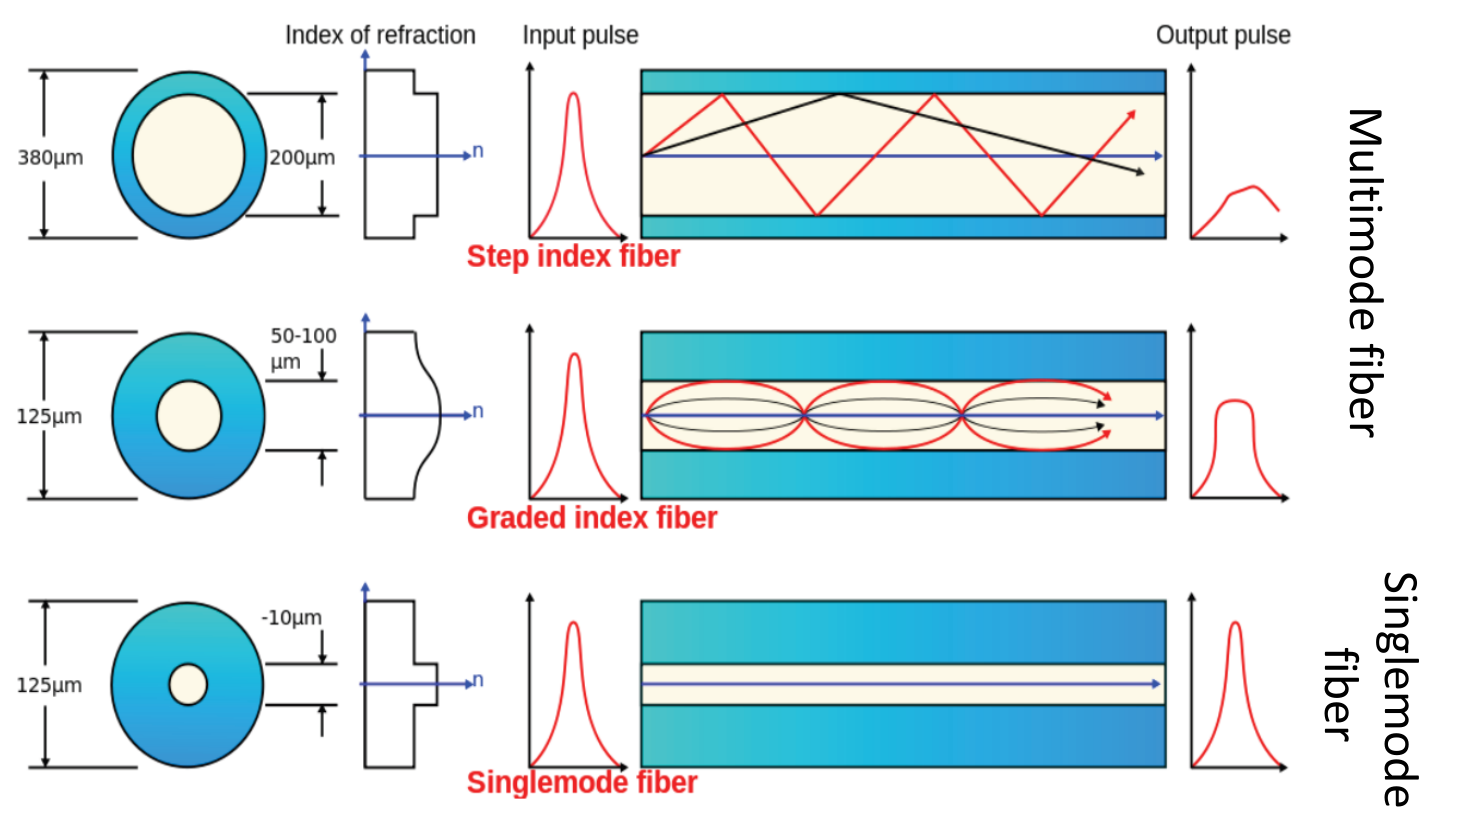 Index of refraction
Input pulse
Output pulse
380µm
200µm
n
Step index fiber
50-100
µm
125µm
n
Graded index fiber
Multimode fiber
-10µm
125µm
n
Singlemode fiber
Singlemode
fiber